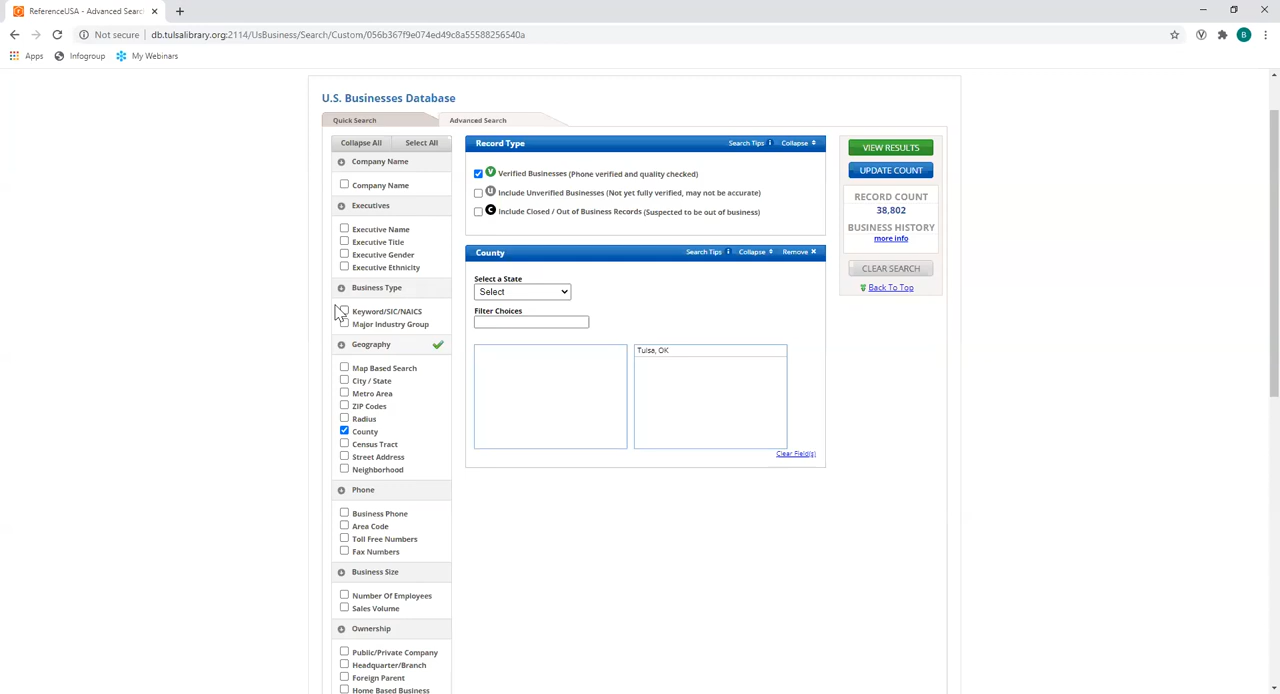 ReferenceUSA - Advanced Searc
Not secure
db.tulsalibrary.org:2114/UsBusiness/Search/Custom/056b367f9e074ed49c8a55588256540a
B
Apps
Infogroup
My Webinars
U.S. Businesses Database
Quick Search
Advanced Search
Collapse All
Select All
Company Name
Company Name
Executives
Executive Name
Executive Title
Executive Gender
Executive Ethnicity
Business Type
Keyword/SIC/NAICS
Major Industry Group
Geography
Map Based Search
City / State
Metro Area
ZIP Codes
Radius
County
Census Tract
Street Address
Neighborhood
Phone
Business Phone
Area Code
Toll Free Numbers
Fax Numbers
Business Size
Number Of Employees
Sales Volume
Ownership
Public/Private Company
Headquarter/Branch
Foreign Parent
Home Based Business
Record Type
Search Tips
Collapse
V Verified Businesses (Phone verified and quality checked)
U Include Unverified Businesses (Not yet fully verified, may not be accurate)
C Include Closed / Out of Business Records (Suspected to be out of business)
County
Search Tips
Collapse
Remove X
Select a State
Select
Filter Choices
Tulsa, OK
Clear Field(s)
VIEW RESULTS
UPDATE COUNT
RECORD COUNT
38,802
BUSINESS HISTORY
more info
CLEAR SEARCH
Back To Top